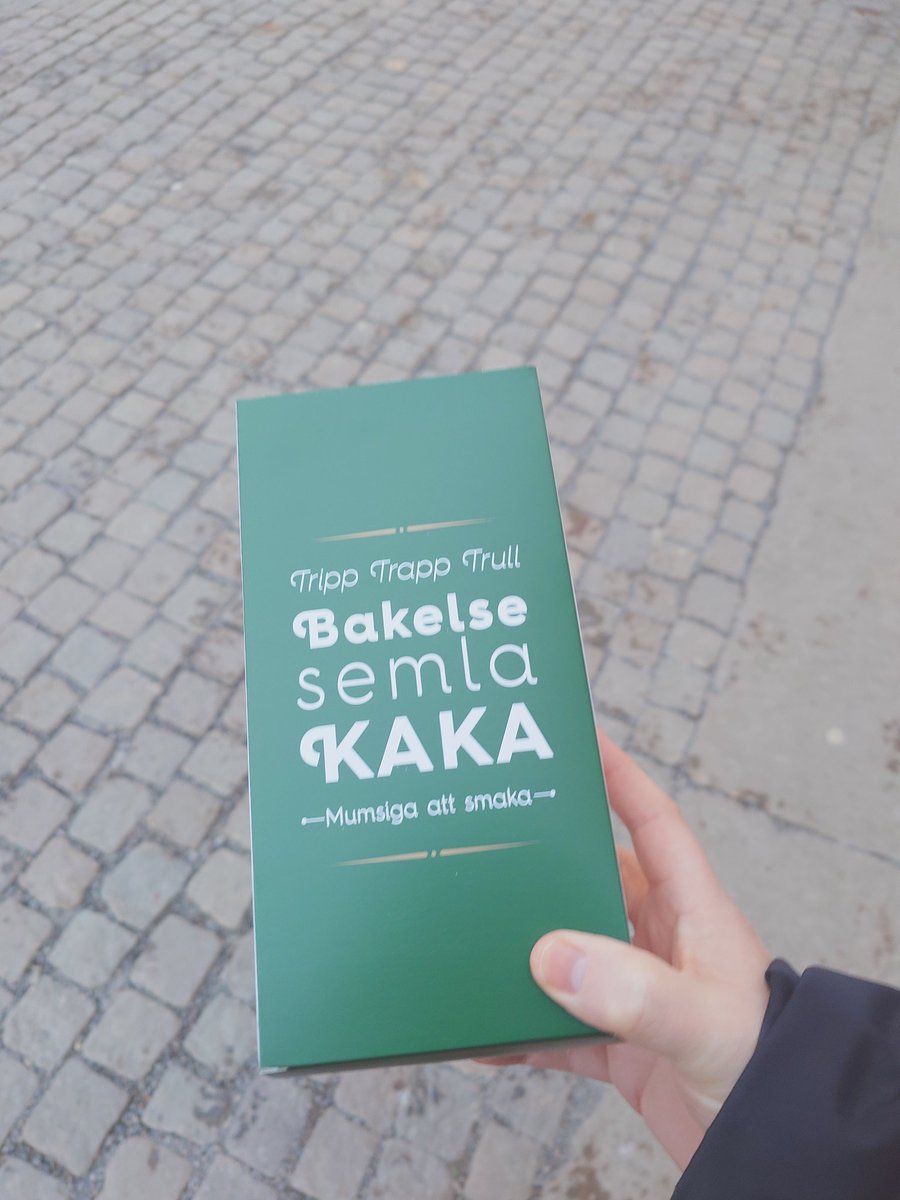 Tripp Trapp Trull
Bakelse
semla
KAKA
Mumsiga att smaka